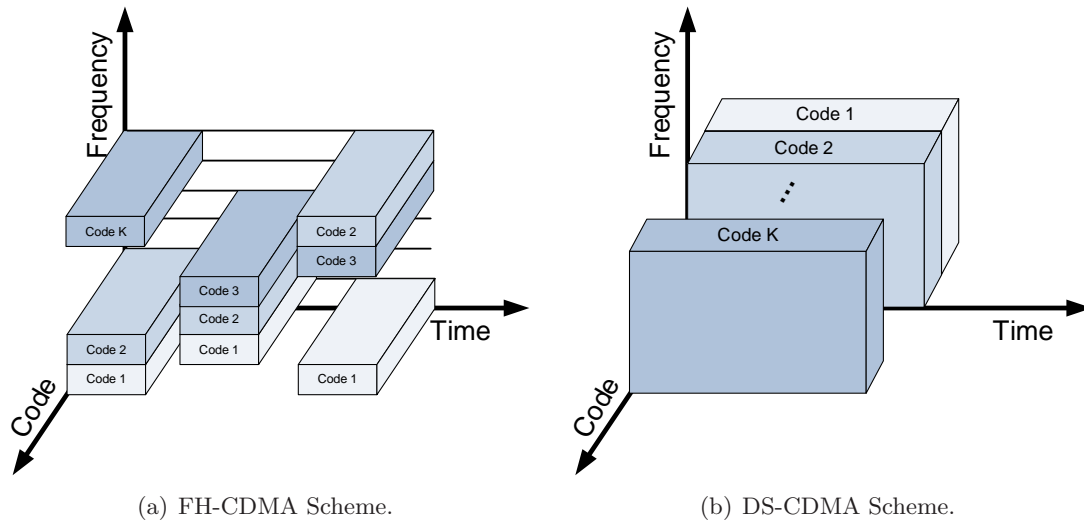 Frequency
Code K
Code 2
Code 1
Code 3
Code 2
Code 1
Code 2
Code 3
Code 1
Time
Code
(a) FH-CDMA Scheme.
Frequency
Code 1
Code 2
Code K
Time
Code
(b) DS-CDMA Scheme.